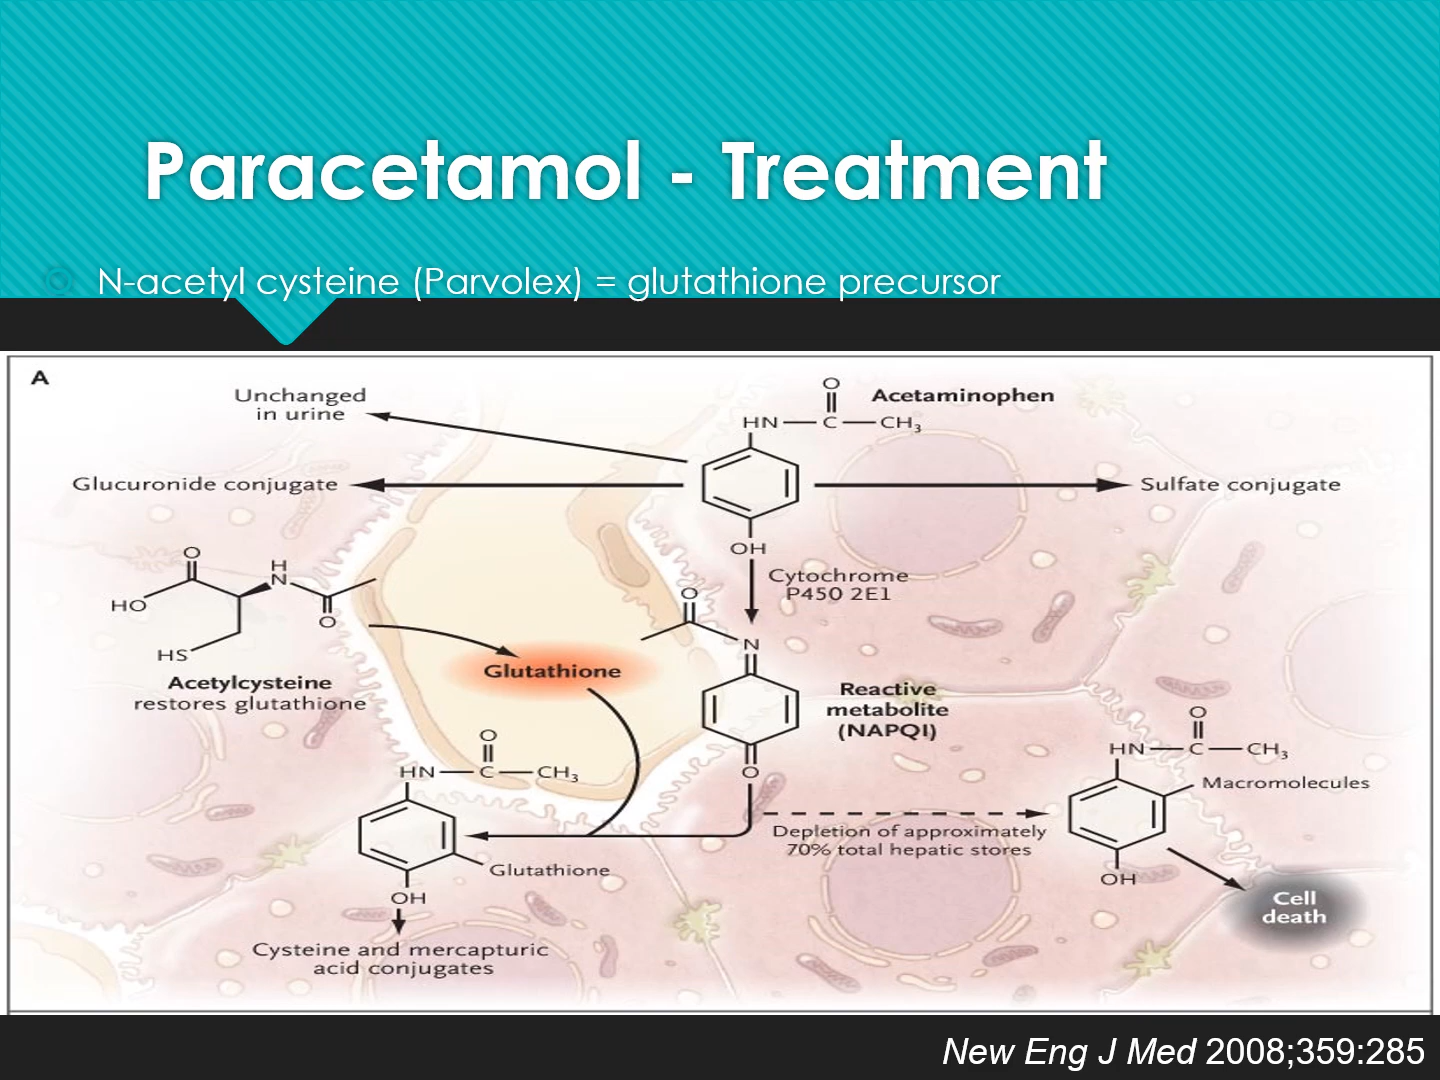 Paracetamol - Treatment
N-acetyl cysteine (Parvolex) = glutathione precursor
A
Unchanged
in urine
O
HN
C
CH₃
Acetaminophen
Glucuronide conjugate
Sulfate conjugate
OH
Cytochrome
P450 2E1
O
H
N
HO
O
HS
Acetylcysteine
restores glutathione
Glutathione
O
N
Reactive
metabolite
(NAPQI)
O
O
HN
C
CH₃
Glutathione
OH
Cysteine and mercapturic
acid conjugates
Depletion of approximately
70% total hepatic stores
O
HN
C
CH₃
Macromolecules
OH
Cell
death
New Eng J Med 2008;359:285